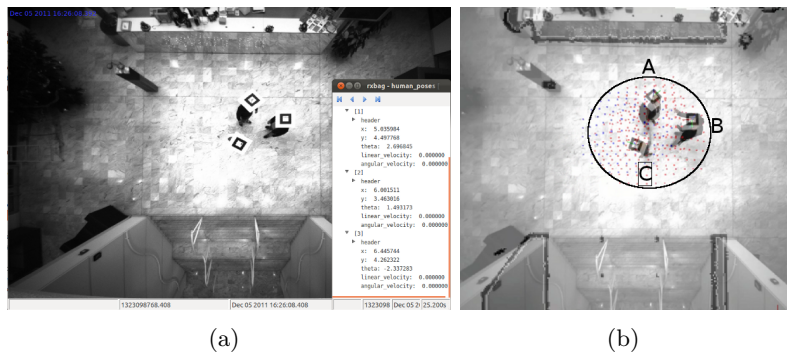 Dec 05 2011 16:26:08.408
rxbag - human_poses
[1]
header
x: 5.035984
y: 4.497768
theta: 2.696845
linear_velocity: 0.000000
angular_velocity: 0.000000
[2]
header
x: 6.001511
y: 3.463016
theta: 1.493173
linear_velocity: 0.000000
angular_velocity: 0.000000
[3]
header
x: 6.445744
y: 4.262322
theta: -2.337283
linear_velocity: 0.000000
angular_velocity: 0.000000
1323098768.408
Dec 05 2011 16:26:08.408
1323098
Dec 05 2
25.200s
A
B
C
(a)
(b)